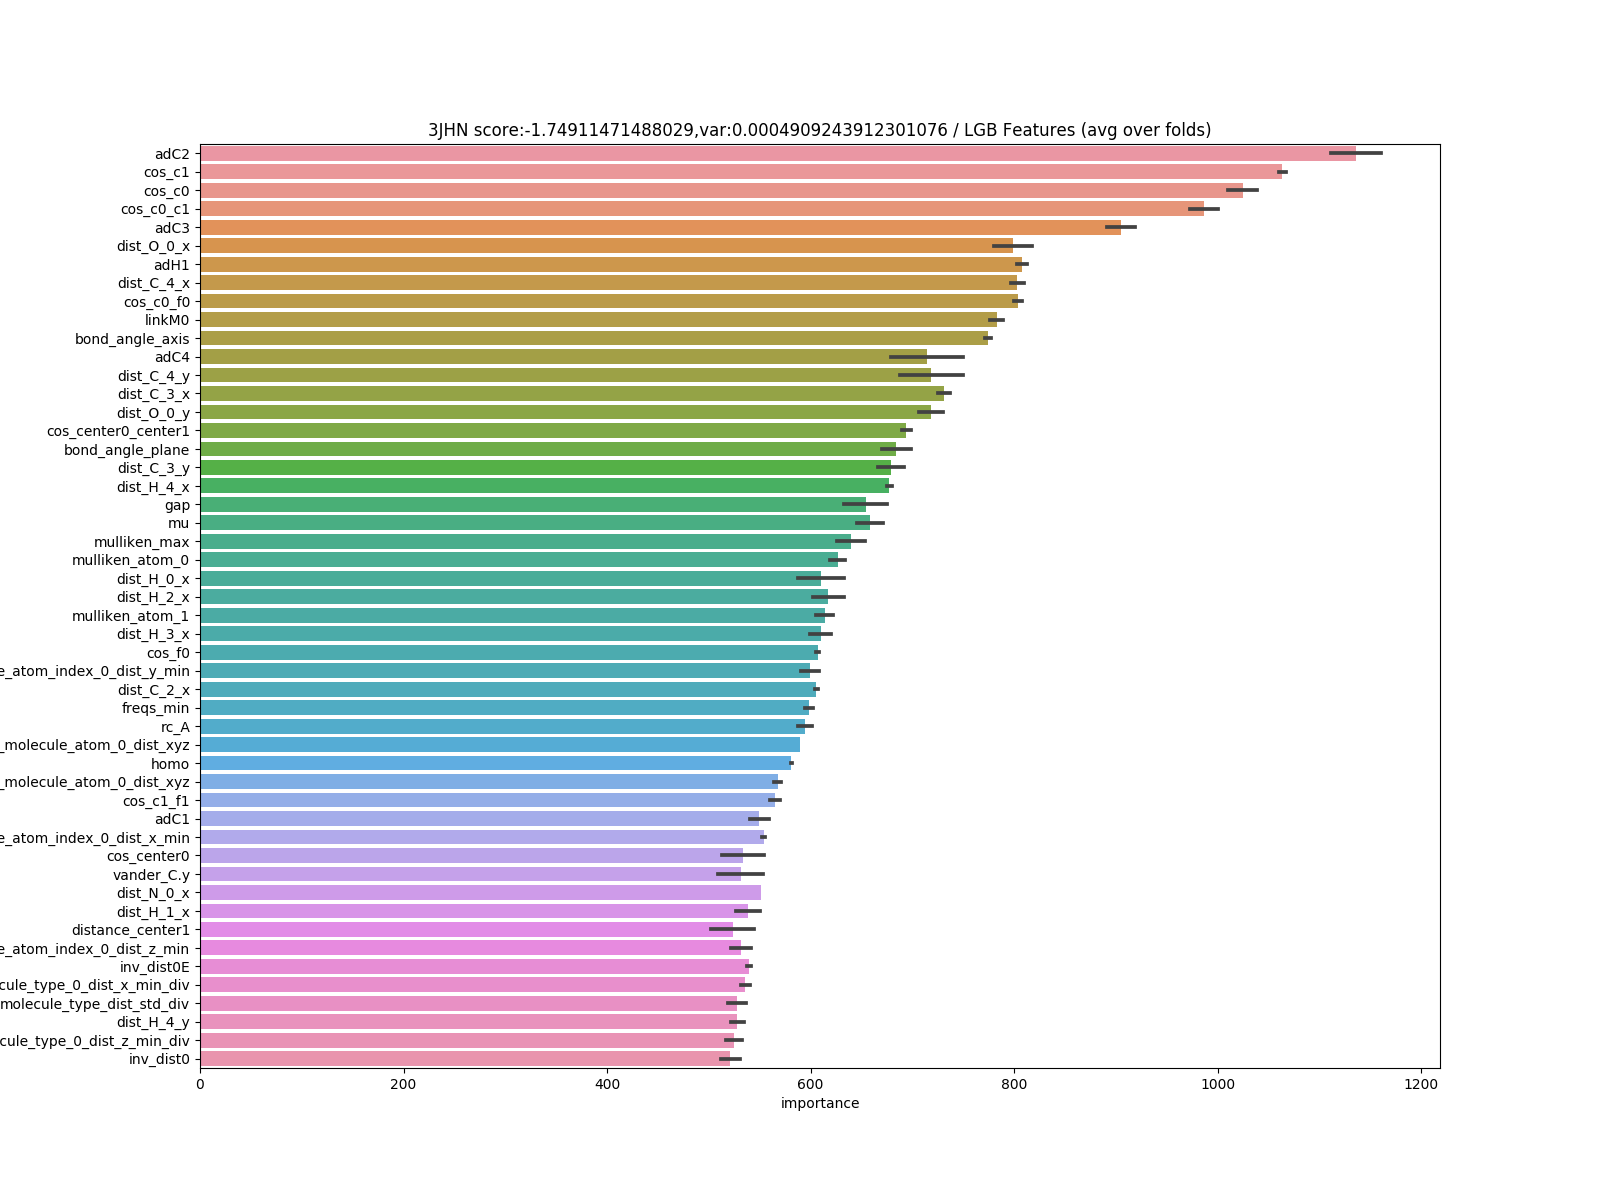 3JHN score:-1.74911471488029,var:0.0004909243912301076 / LGB Features (avg over folds)
adC2
cos_c1
cos_c0
cos_c0_c1
adC3
dist_O_0_x
adH1
dist_C_4_x
cos_c0_f0
linkM0
bond_angle_axis
adC4
dist_C_4_y
dist_C_3_x
dist_O_0_y
cos_center0_center1
bond_angle_plane
dist_C_3_y
dist_H_4_x
gap
mu
mulliken_max
mulliken_atom_0
dist_H_0_x
dist_H_2_x
mulliken_atom_1
dist_H_3_x
cos_f0
e_atom_index_0_dist_y_min
dist_C_2_x
freqs_min
rc_A
_molecule_atom_0_dist_xyz
homo
_molecule_atom_0_dist_xyz
cos_c1_f1
adC1
e_atom_index_0_dist_x_min
cos_center0
vander_C.y
dist_N_0_x
dist_H_1_x
distance_center1
e_atom_index_0_dist_z_min
inv_dist0E
cule_type_0_dist_x_min_div
molecule_type_dist_std_div
dist_H_4_y
cule_type_0_dist_z_min_div
inv_dist0
0 200 400 600 800 1000 1200
importance